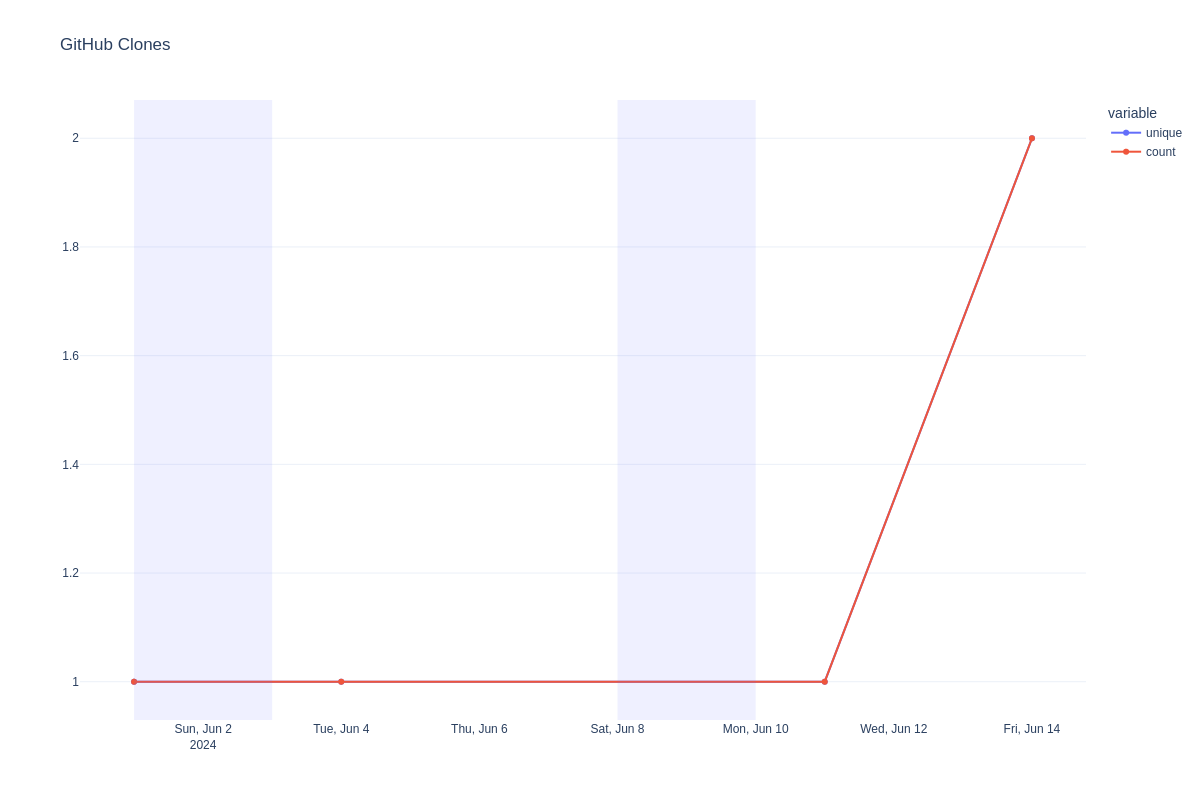 GitHub Clones
variable
unique
count
2
1.8
1.6
1.4
1.2
1
Sun, Jun 2
2024
Tue, Jun 4
Thu, Jun 6
Sat, Jun 8
Mon, Jun 10
Wed, Jun 12
Fri, Jun 14